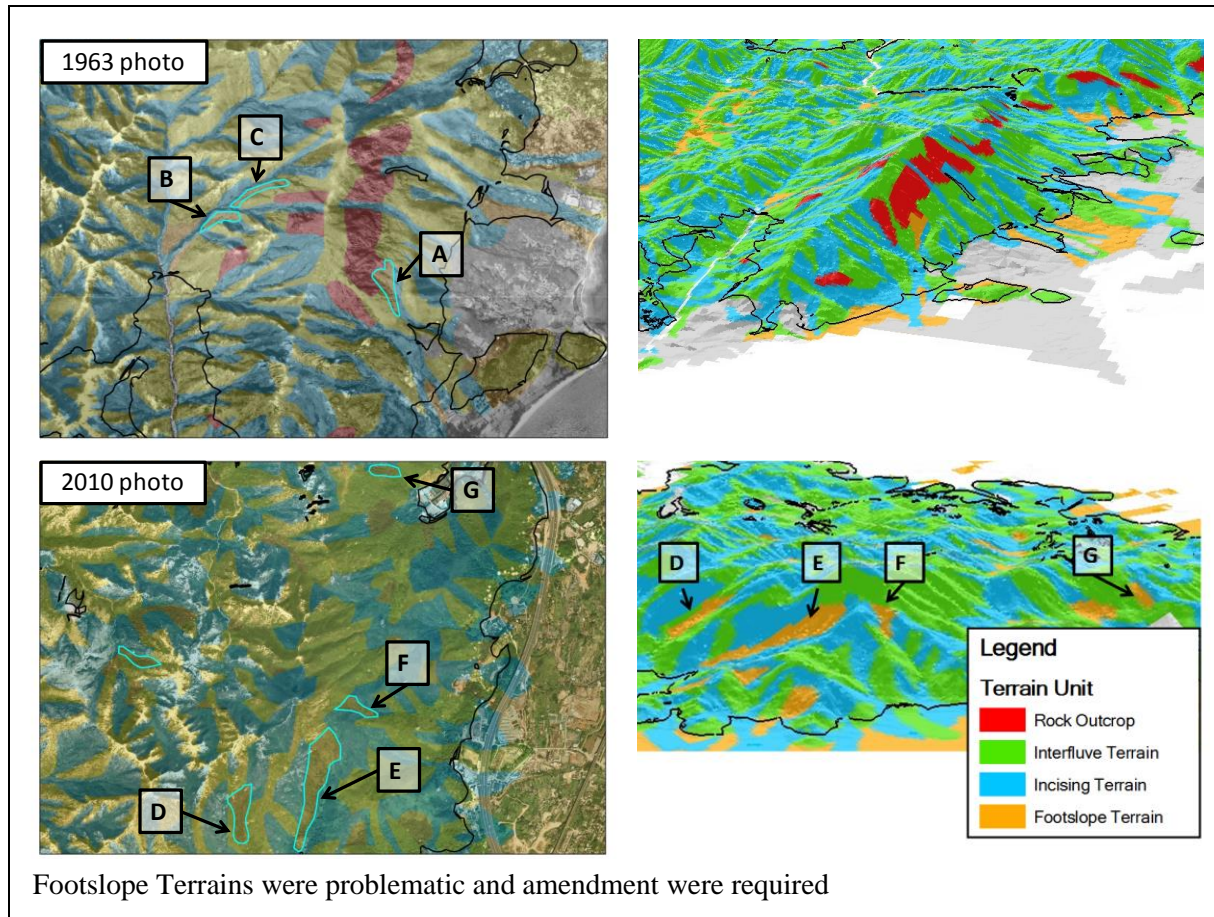 1963 photo
C
B
A
2010 photo
G
F
E
D
D
E
F
G
Legend
Terrain Unit
Rock Outcrop
Interfluve Terrain
Incising Terrain
Footslope Terrain
Footslope Terrains were problematic and amendment were required